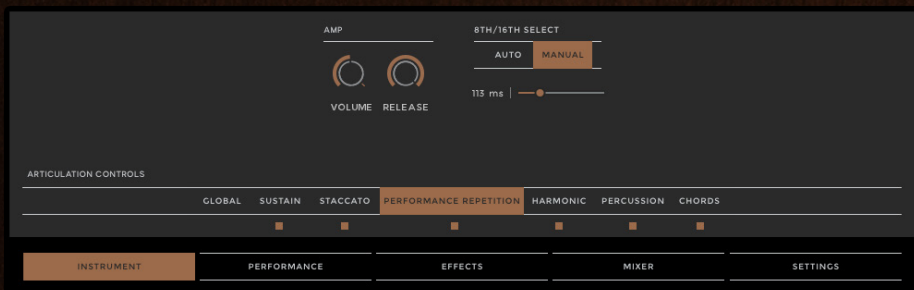 AMP
8TH/16TH SELECT
AUTO MANUAL
113 ms
VOLUME RELEASE
ARTICULATION CONTROLS
GLOBAL SUSTAIN STACCATO PERFORMANCE REPETITION HARMONIC PERCUSSION CHORDS
INSTRUMENT PERFORMANCE EFFECTS MIXER SETTINGS